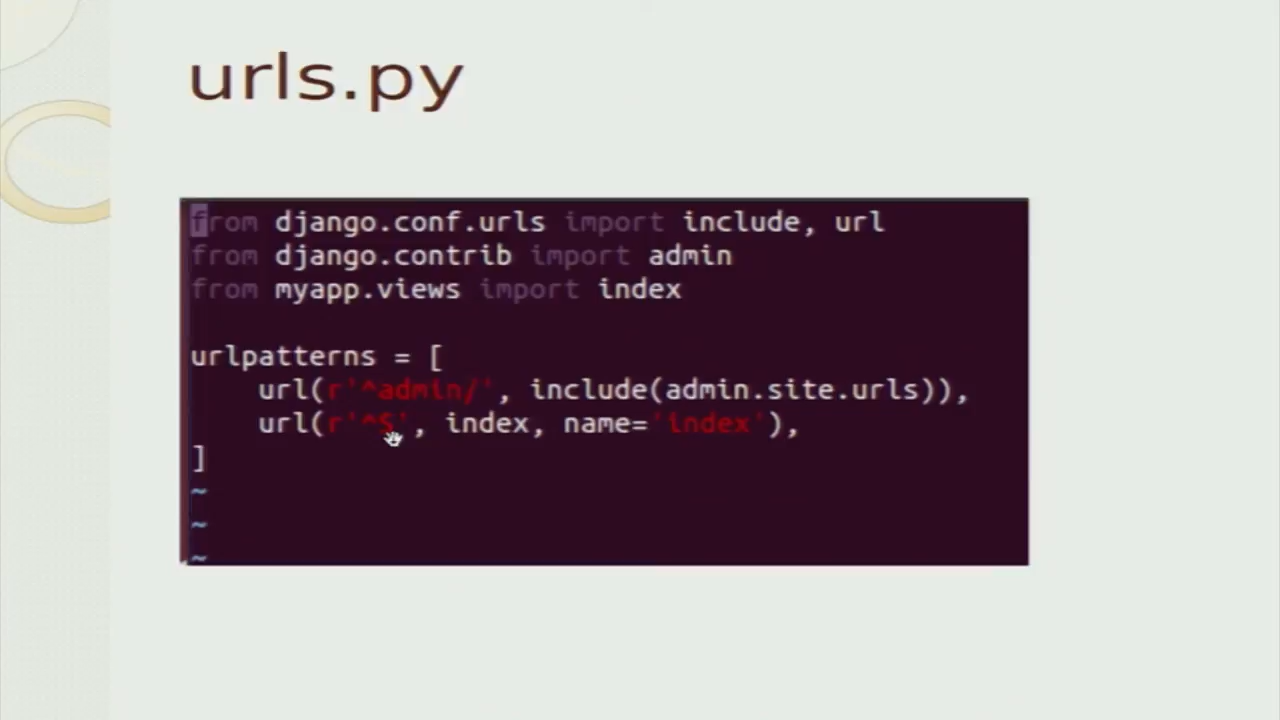 urls.py
from django.conf.urls import include, url
from django.contrib import admin
from myapp.views import index
urlpatterns = [
url(r'^admin/', include(admin.site.urls)),
url(r'^$', index, name='index'),
]
~
~
~